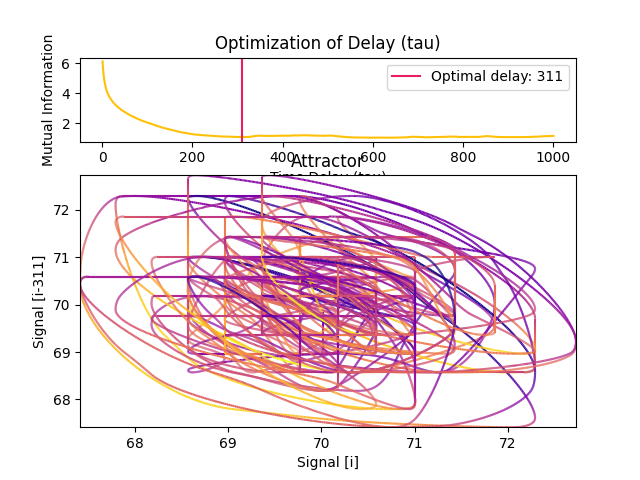 Optimization of Delay (tau)
Mutual Information
6
4
2
Optimal delay: 311
0 200 400 600 800 1000
Time Delay (tau)
Attractor
Signal [i-311]
72
71
70
69
68
68 69 70 71 72
Signal [i]